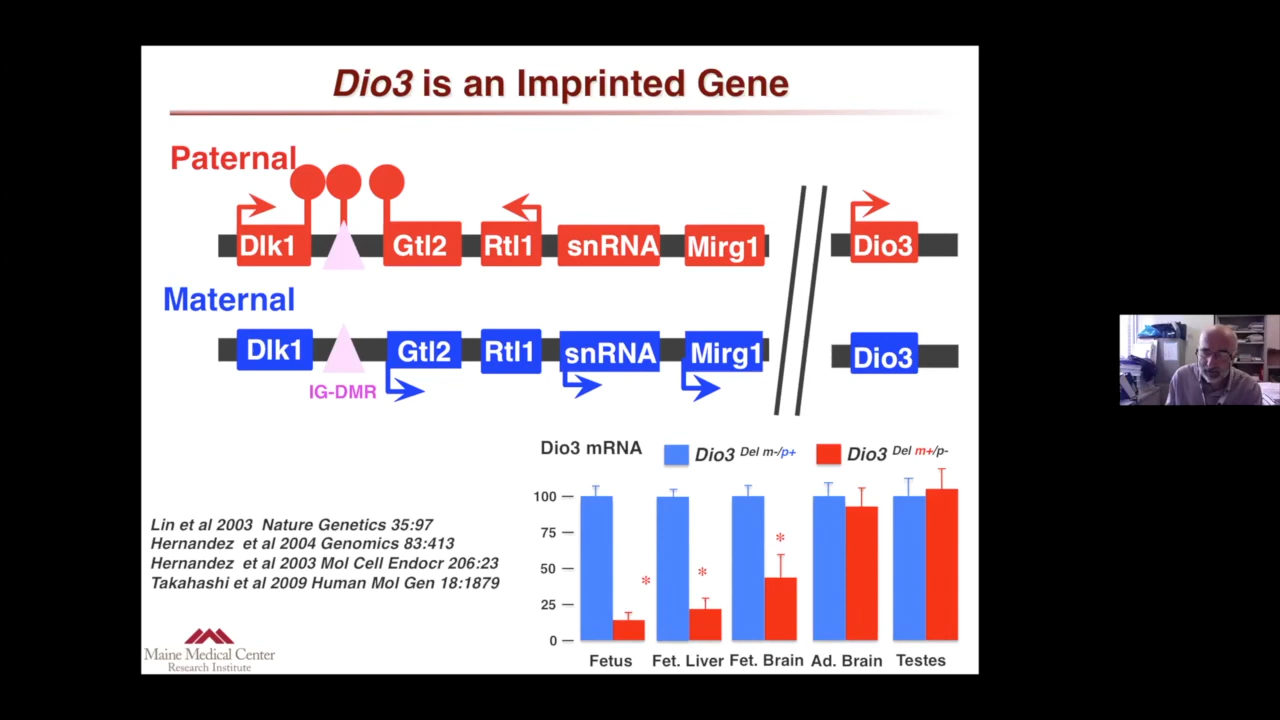 Dio3 is an Imprinted Gene
Paternal
Dlk1 Gtl2 Rtl1 snRNA Mirg1 Dio3
Maternal
Dlk1 Gtl2 Rtl1 snRNA Mirg1 Dio3
IG-DMR
Dio3 mRNA
Dio3 Del m-/p+
Dio3 Del m+/p-
100
75
50
25
0
* * *
Fetus Fet. Liver Fet. Brain Ad. Brain Testes
Lin et al 2003 Nature Genetics 35:97
Hernandez et al 2004 Genomics 83:413
Hernandez et al 2003 Mol Cell Endocr 206:23
Takahashi et al 2009 Human Mol Gen 18:1879
Maine Medical Center
Research Institute